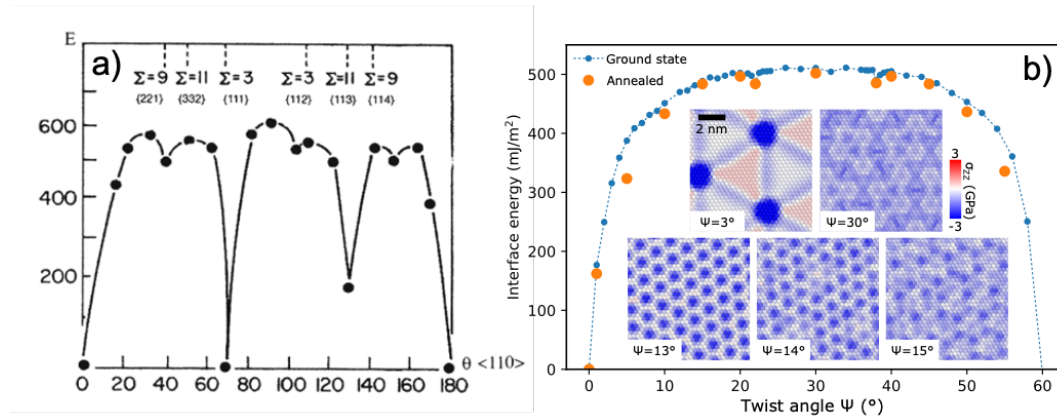 a)
E
Σ=9 Σ=11 Σ=3 Σ=3 Σ=11 Σ=9
{221} {332} {111} {112} {113} {114}
600
400
200
0 20 40 60 80 100 120 140 160 180
θ <110>
b)
Ground state
Annealed
Interface energy (mJ/m²)
500
400
300
200
100
0
2 nm
Ψ=3°
Ψ=30°
3
σzz (GPa)
-3
Ψ=13°
Ψ=14°
Ψ=15°
0 10 20 30 40 50 60
Twist angle Ψ (°)